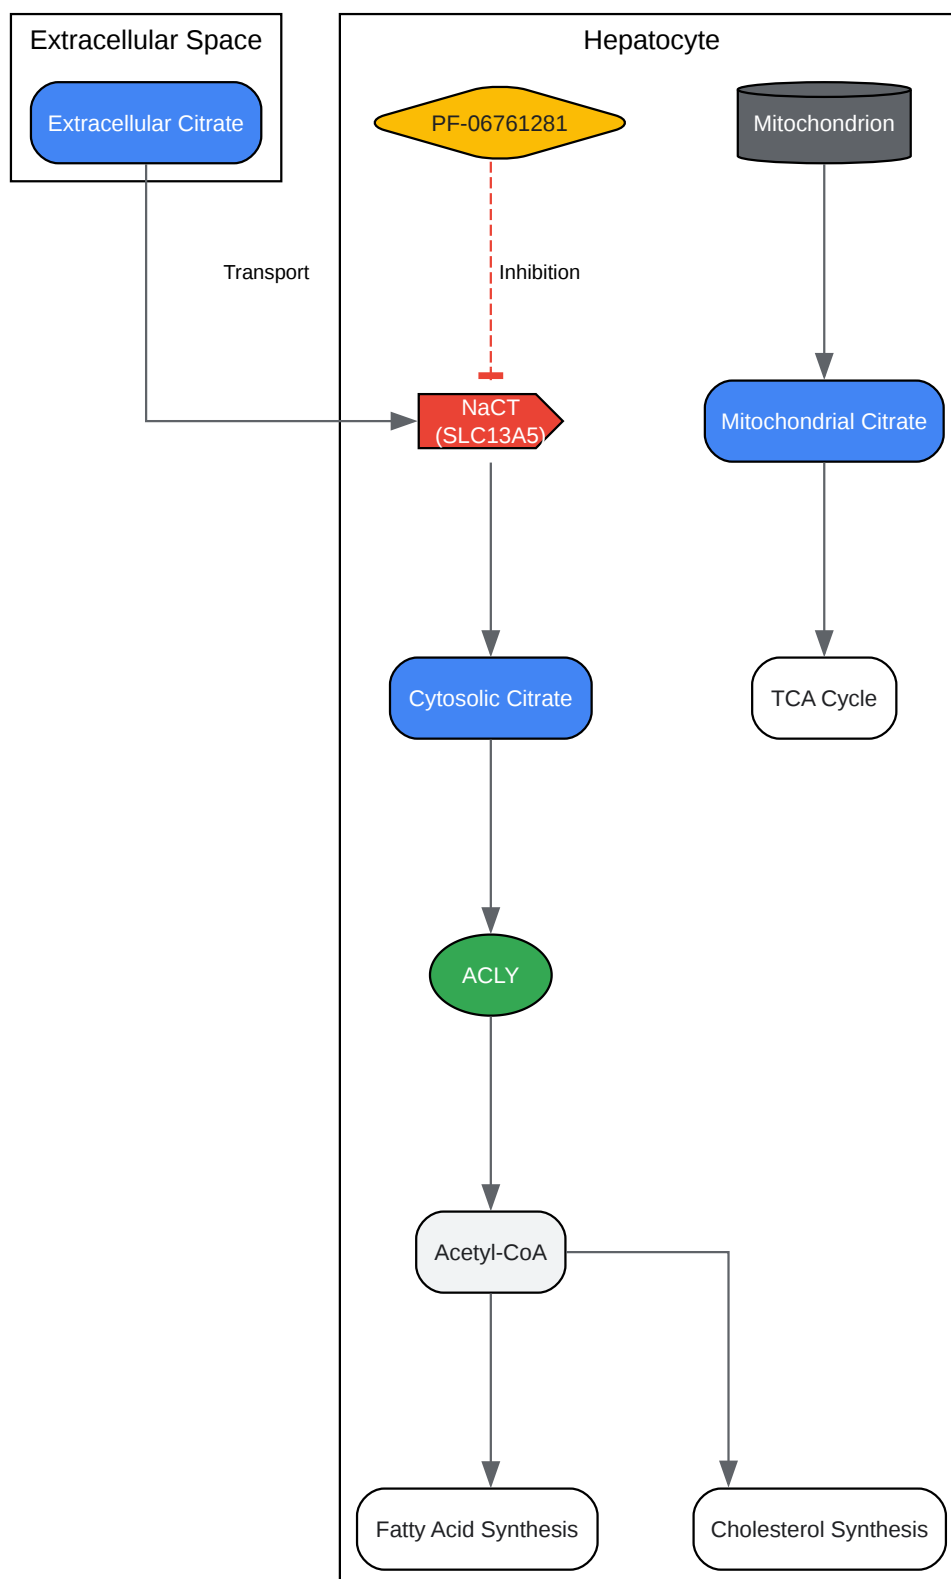 Extracellular Space
Hepatocyte
Extracellular Citrate
PF-06761281
Mitochondrion
Transport
Inhibition
NaCT
(SLC13A5)
Mitochondrial Citrate
Cytosolic Citrate
TCA Cycle
ACLY
Acetyl-CoA
Fatty Acid Synthesis
Cholesterol Synthesis